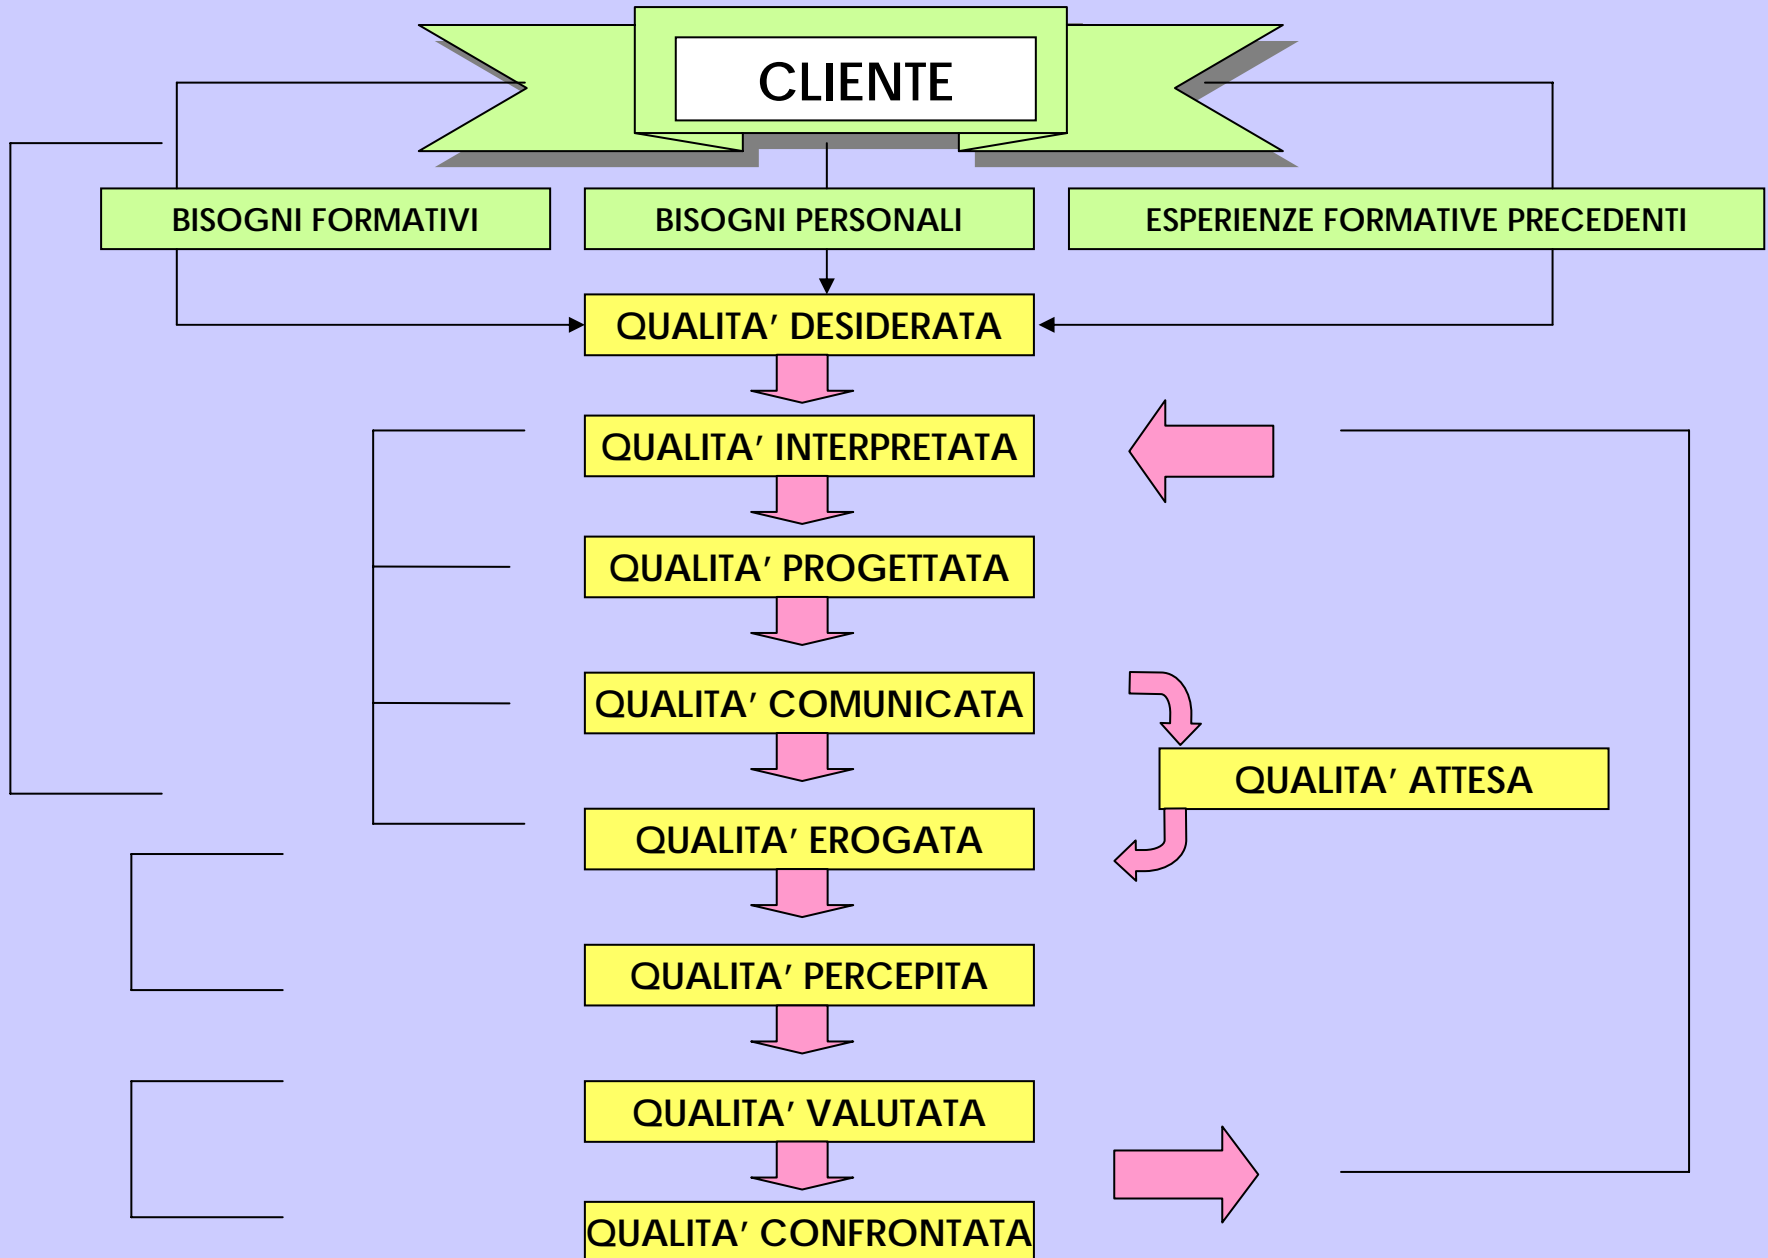 CLIENTE
BISOGNI FORMATIVI
BISOGNI PERSONALI
ESPERIENZE FORMATIVE PRECEDENTI
QUALITA’ DESIDERATA
QUALITA’ INTERPRETATA
QUALITA’ PROGETTATA
QUALITA’ COMUNICATA
QUALITA’ ATTESA
QUALITA’ EROGATA
QUALITA’ PERCEPITA
QUALITA’ VALUTATA
QUALITA’ CONFRONTATA